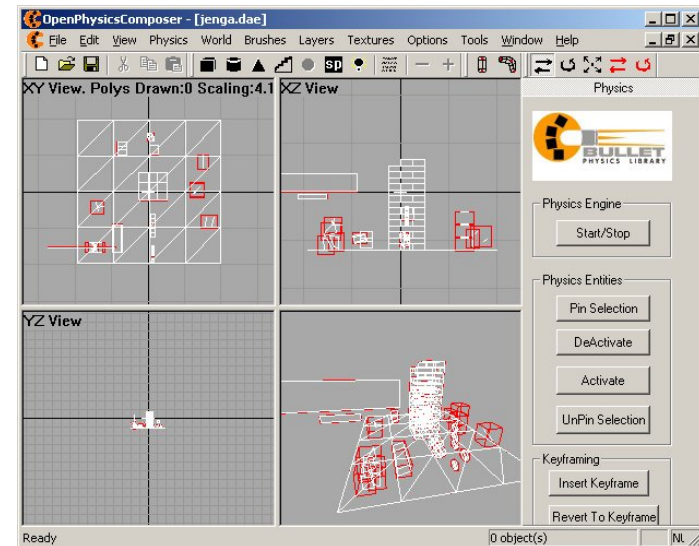 OpenPhysicsComposer - [jenga.dae]
File Edit View Physics World Brushes Layers Textures Options Tools Window Help
sp
XY View. Polys Drawn:0 Scaling:4.1
XZ View
Physics
BULLET
PHYSICS LIBRARY
Physics Engine
Start/Stop
Physics Entities
Pin Selection
DeActivate
Activate
UnPin Selection
YZ View
Keyframing
Insert Keyframe
Revert To Keyframe
Ready
0 object(s)